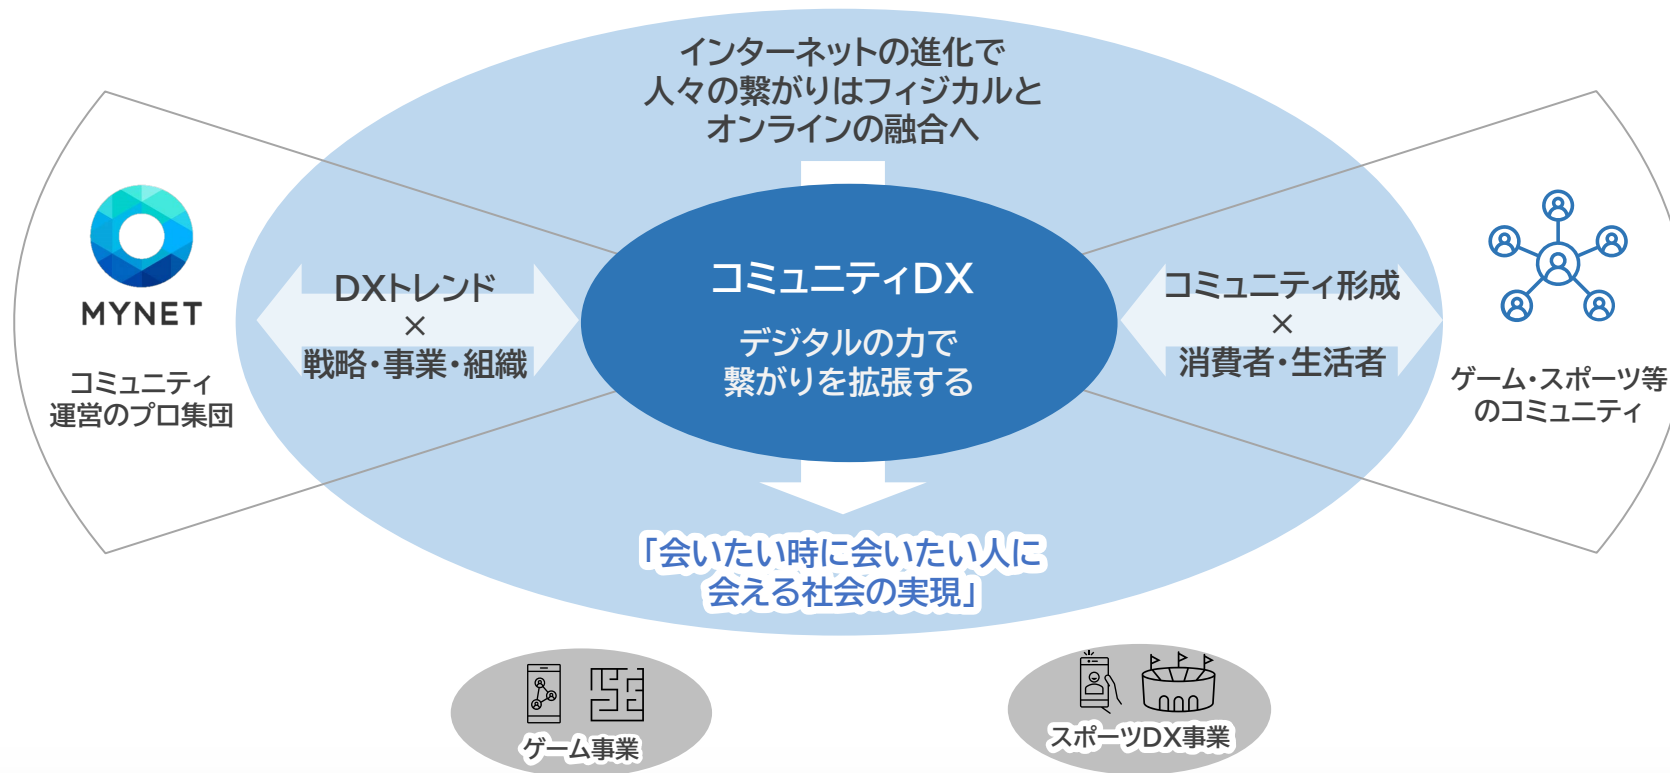 インターネットの進化で
人々の繋がりはフィジカルと
オンラインの融合へ
MYNET
コミュニティ
運営のプロ集団
DXトレンド
×
戦略・事業・組織
コミュニティDX
デジタルの力で
繋がりを拡張する
コミュニティ形成
×
消費者・生活者
ゲーム・スポーツ等
のコミュニティ
「会いたい時に会いたい人に
会える社会の実現」
ゲーム事業
スポーツDX事業